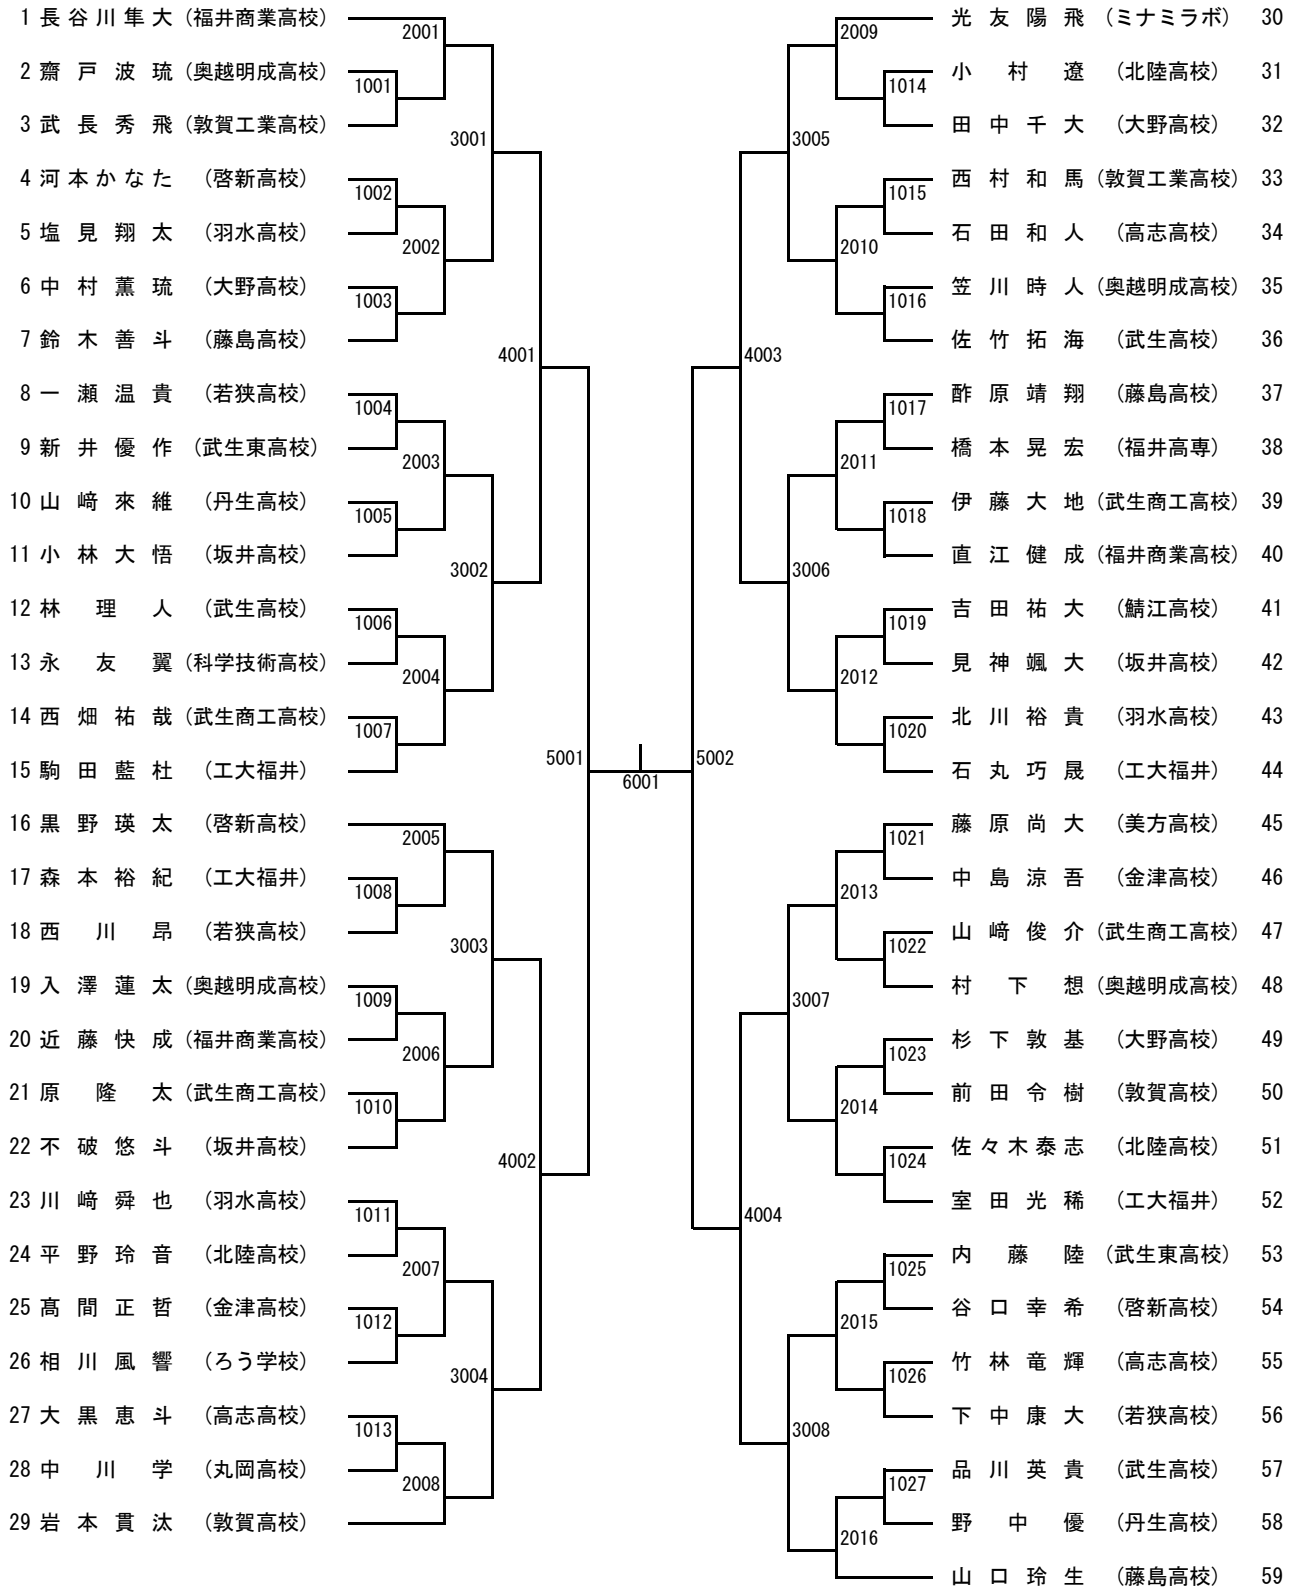 1 長谷川隼大 (福井商業高校)
2 齋戸波琉 (奥越明成高校)
3 武長秀飛 (敦賀工業高校)
4 河本かなた (啓新高校)
5 塩見翔太 (羽水高校)
6 中村薫琉 (大野高校)
7 鈴木善斗 (藤島高校)
8 一瀬温貴 (若狭高校)
9 新井優作 (武生東高校)
10 山﨑來維 (丹生高校)
11 小林大悟 (坂井高校)
12 林理人 (武生高校)
13 永友翼 (科学技術高校)
14 西畑祐哉 (武生商工高校)
15 駒田藍杜 (工大福井)
16 黒野瑛太 (啓新高校)
17 森本裕紀 (工大福井)
18 西川昂 (若狭高校)
19 入澤蓮太 (奥越明成高校)
20 近藤快成 (福井商業高校)
21 原隆太 (武生商工高校)
22 不破悠斗 (坂井高校)
23 川﨑舜也 (羽水高校)
24 平野玲音 (北陸高校)
25 髙間正哲 (金津高校)
26 相川風響 (ろう学校)
27 大黒恵斗 (高志高校)
28 中川学 (丸岡高校)
29 岩本貫汰 (敦賀高校)
2001
1001
3001
1002
2002
1003
4001
1004
2003
1005
3002
1006
2004
1007
5001
2005
1008
3003
1009
2006
1010
4002
1011
2007
1012
3004
1013
2008
6001
2009
1014
3005
1015
2010
1016
4003
1017
2011
1018
3006
1019
2012
1020
5002
1021
2013
1022
3007
1023
2014
1024
4004
1025
2015
1026
3008
1027
2016
光友陽飛 (ミナミラボ) 30
小村遼 (北陸高校) 31
田中千大 (大野高校) 32
西村和馬 (敦賀工業高校) 33
石田和人 (高志高校) 34
笠川時人 (奥越明成高校) 35
佐竹拓海 (武生高校) 36
酢原靖翔 (藤島高校) 37
橋本晃宏 (福井高専) 38
伊藤大地 (武生商工高校) 39
直江健成 (福井商業高校) 40
吉田祐大 (鯖江高校) 41
見神颯大 (坂井高校) 42
北川裕貴 (羽水高校) 43
石丸巧晟 (工大福井) 44
藤原尚大 (美方高校) 45
中島涼吾 (金津高校) 46
山﨑俊介 (武生商工高校) 47
村下想 (奥越明成高校) 48
杉下敦基 (大野高校) 49
前田令樹 (敦賀高校) 50
佐々木泰志 (北陸高校) 51
室田光稀 (工大福井) 52
内藤陸 (武生東高校) 53
谷口幸希 (啓新高校) 54
竹林竜輝 (高志高校) 55
下中康大 (若狭高校) 56
品川英貴 (武生高校) 57
野中優 (丹生高校) 58
山口玲生 (藤島高校) 59